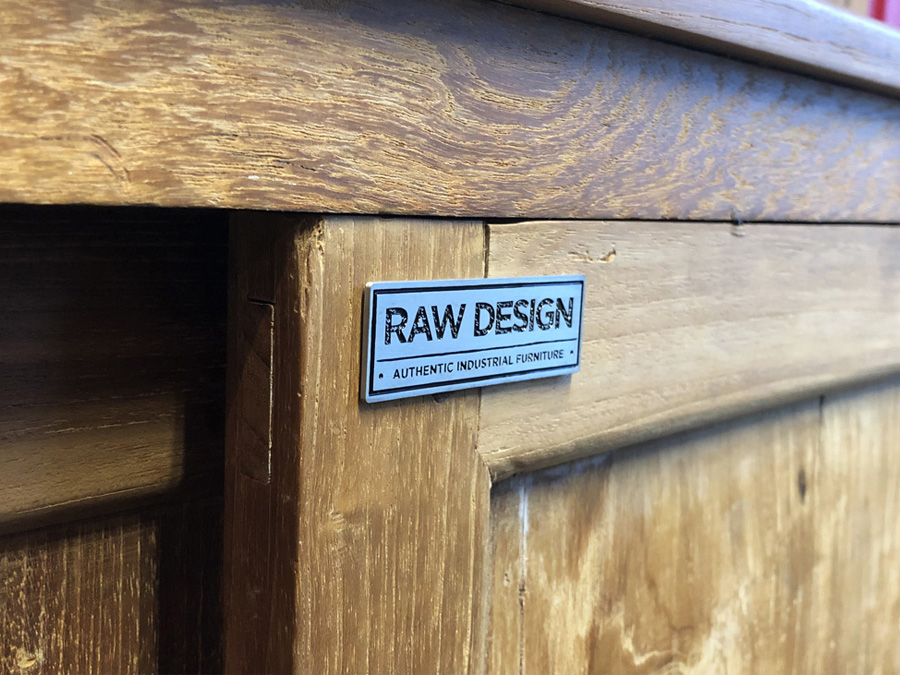 RAW DESIGN
AUTHENTIC INDUSTRIAL FURNITURE